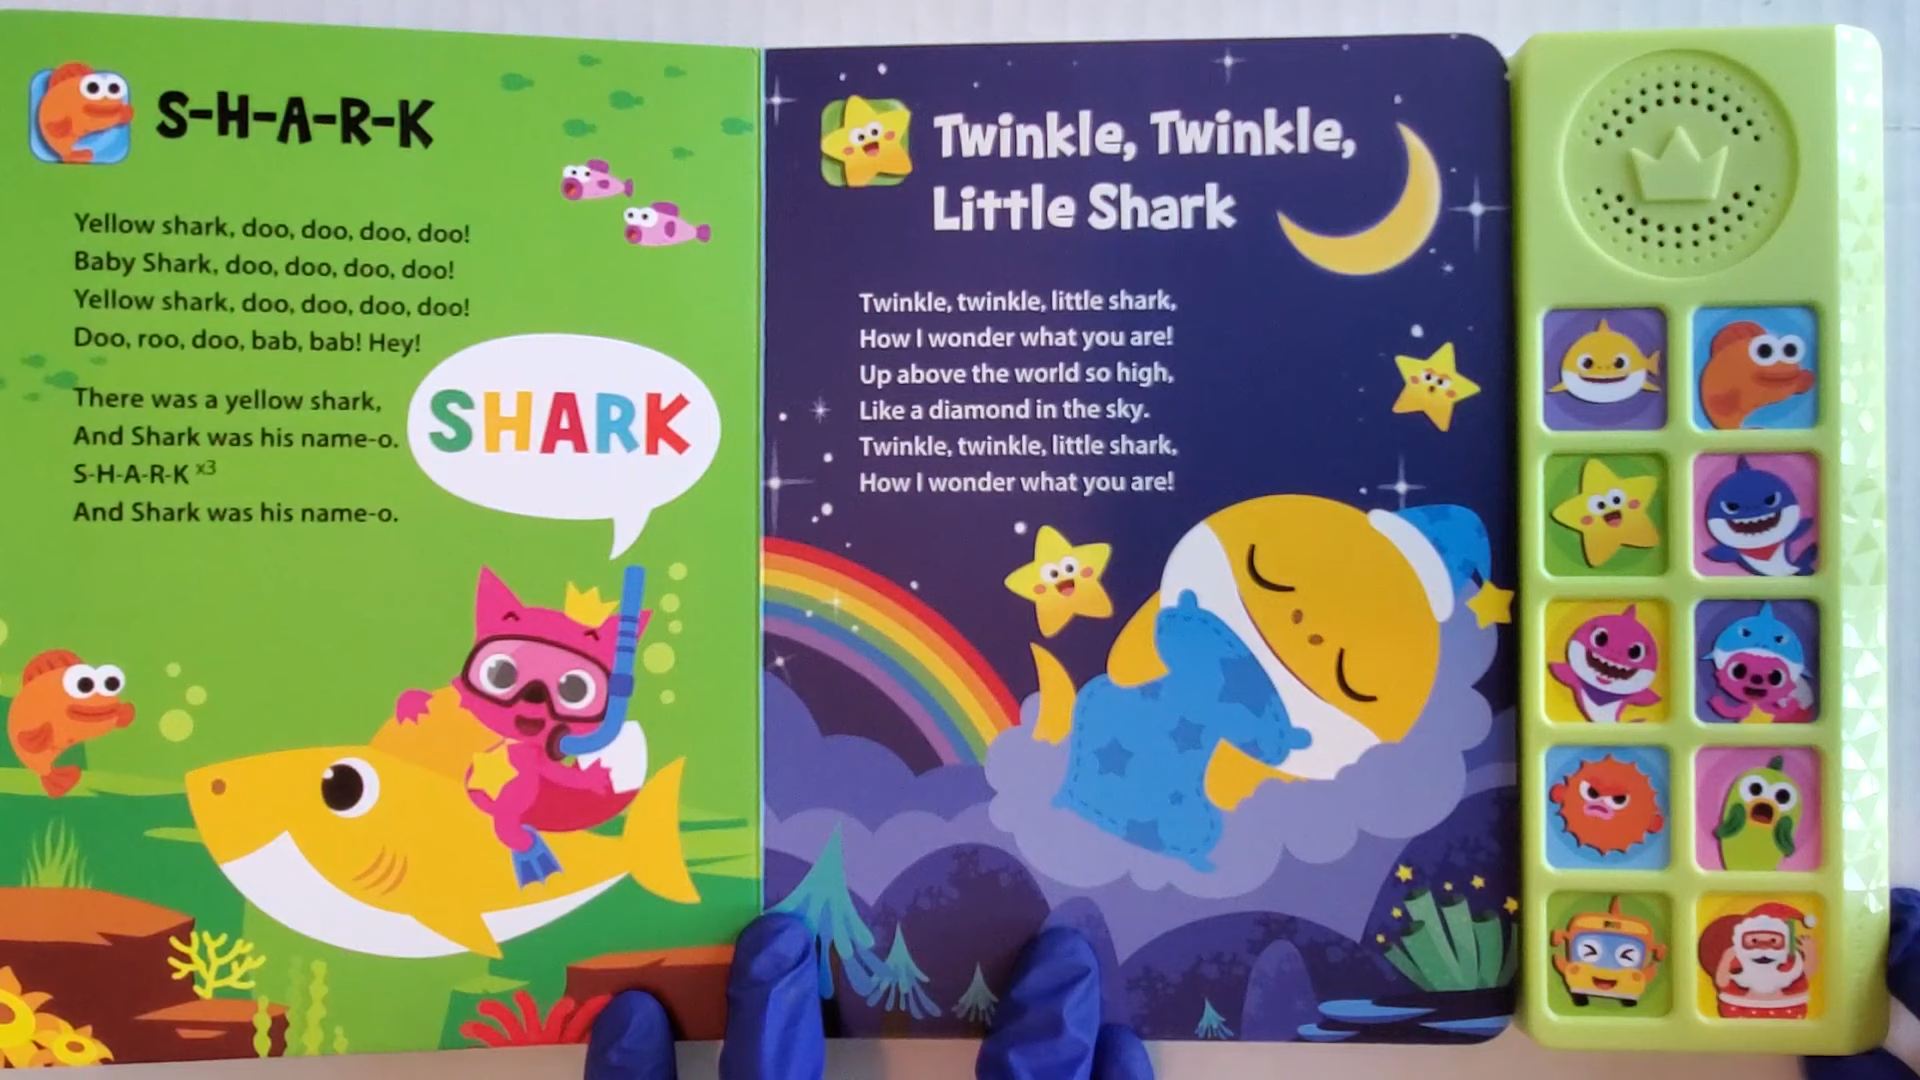 S-H-A-R-K
Yellow shark, doo, doo, doo, doo!
Baby Shark, doo, doo, doo, doo!
Yellow shark, doo, doo, doo, doo!
Doo, roo, doo, bab, bab! Hey!
There was a yellow shark,
And Shark was his name-o.
S-H-A-R-K x3
And Shark was his name-o.
SHARK
Twinkle, Twinkle,
Little Shark
Twinkle, twinkle, little shark,
How I wonder what you are!
Up above the world so high,
Like a diamond in the sky.
Twinkle, twinkle, little shark,
How I wonder what you are!